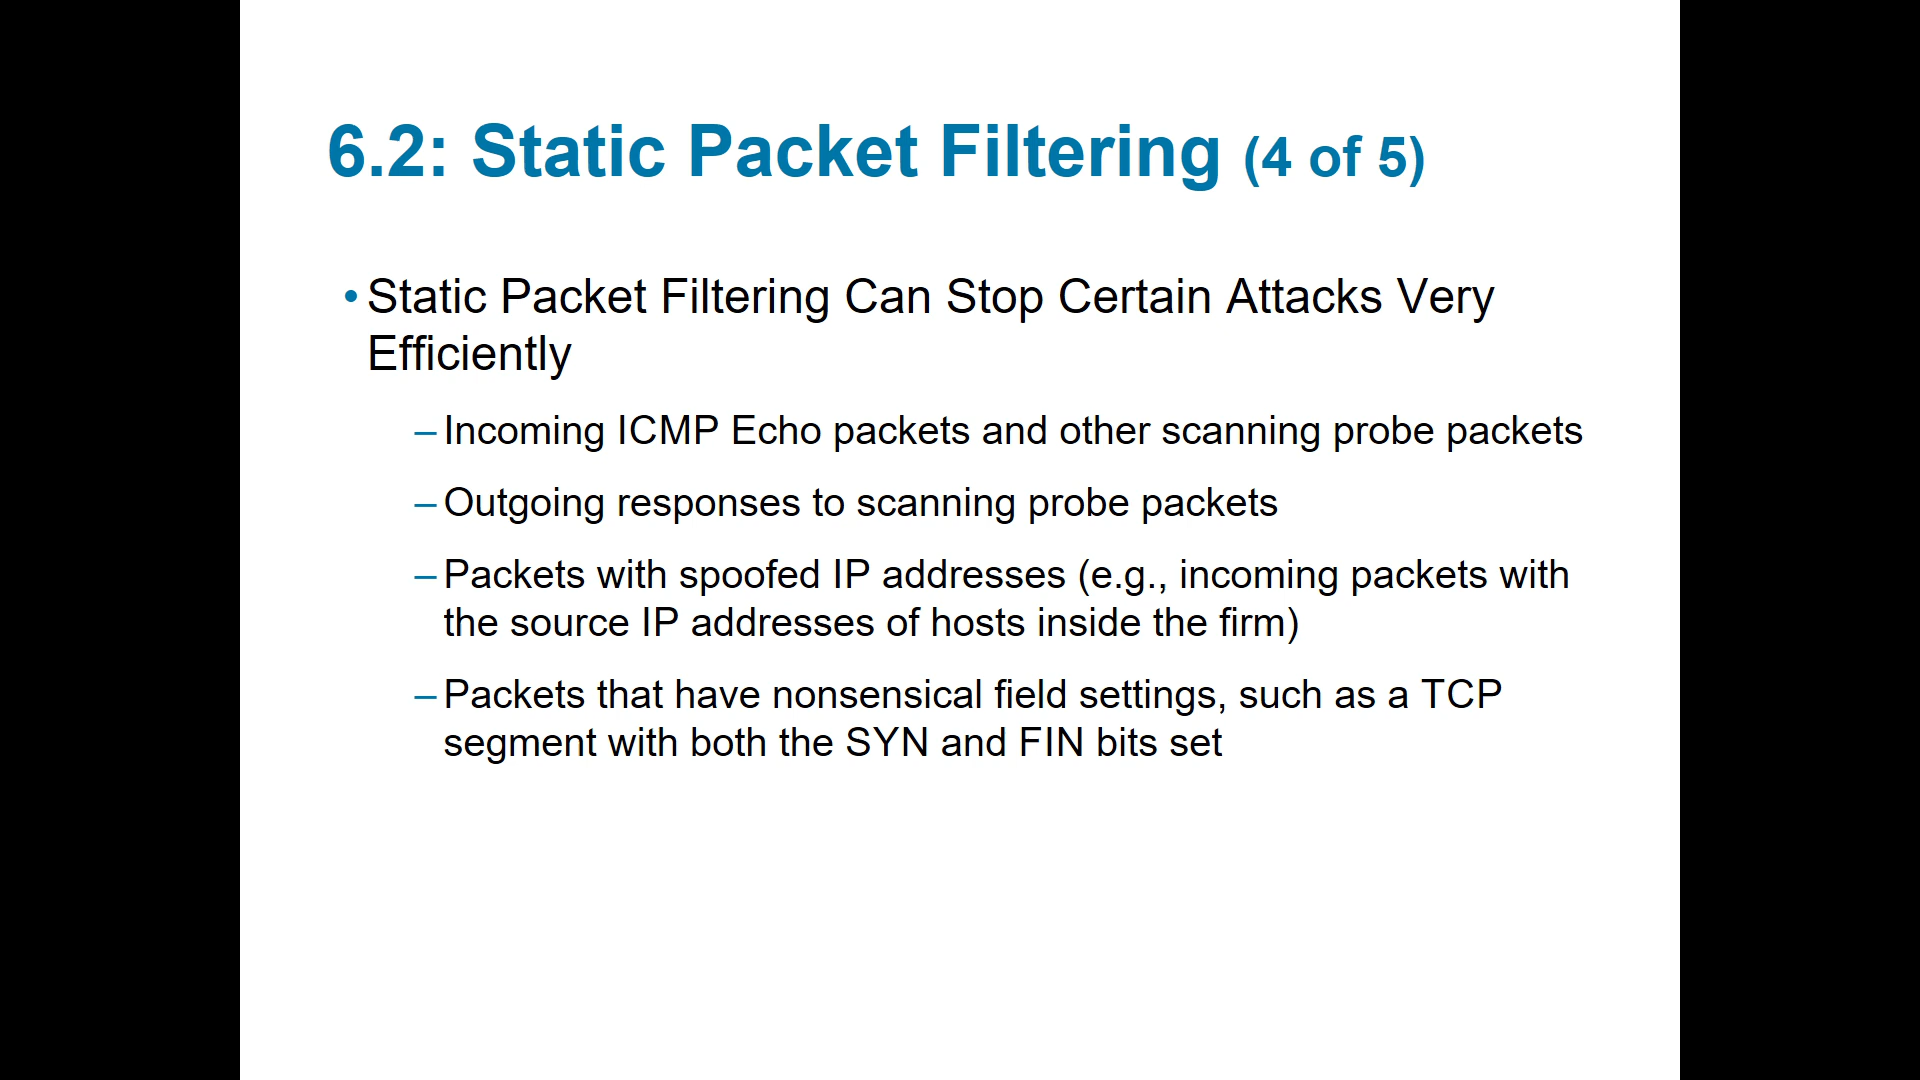 6.2: Static Packet Filtering (4 of 5)
• Static Packet Filtering Can Stop Certain Attacks Very
Efficiently
– Incoming ICMP Echo packets and other scanning probe packets
– Outgoing responses to scanning probe packets
– Packets with spoofed IP addresses (e.g., incoming packets with
the source IP addresses of hosts inside the firm)
– Packets that have nonsensical field settings, such as a TCP
segment with both the SYN and FIN bits set